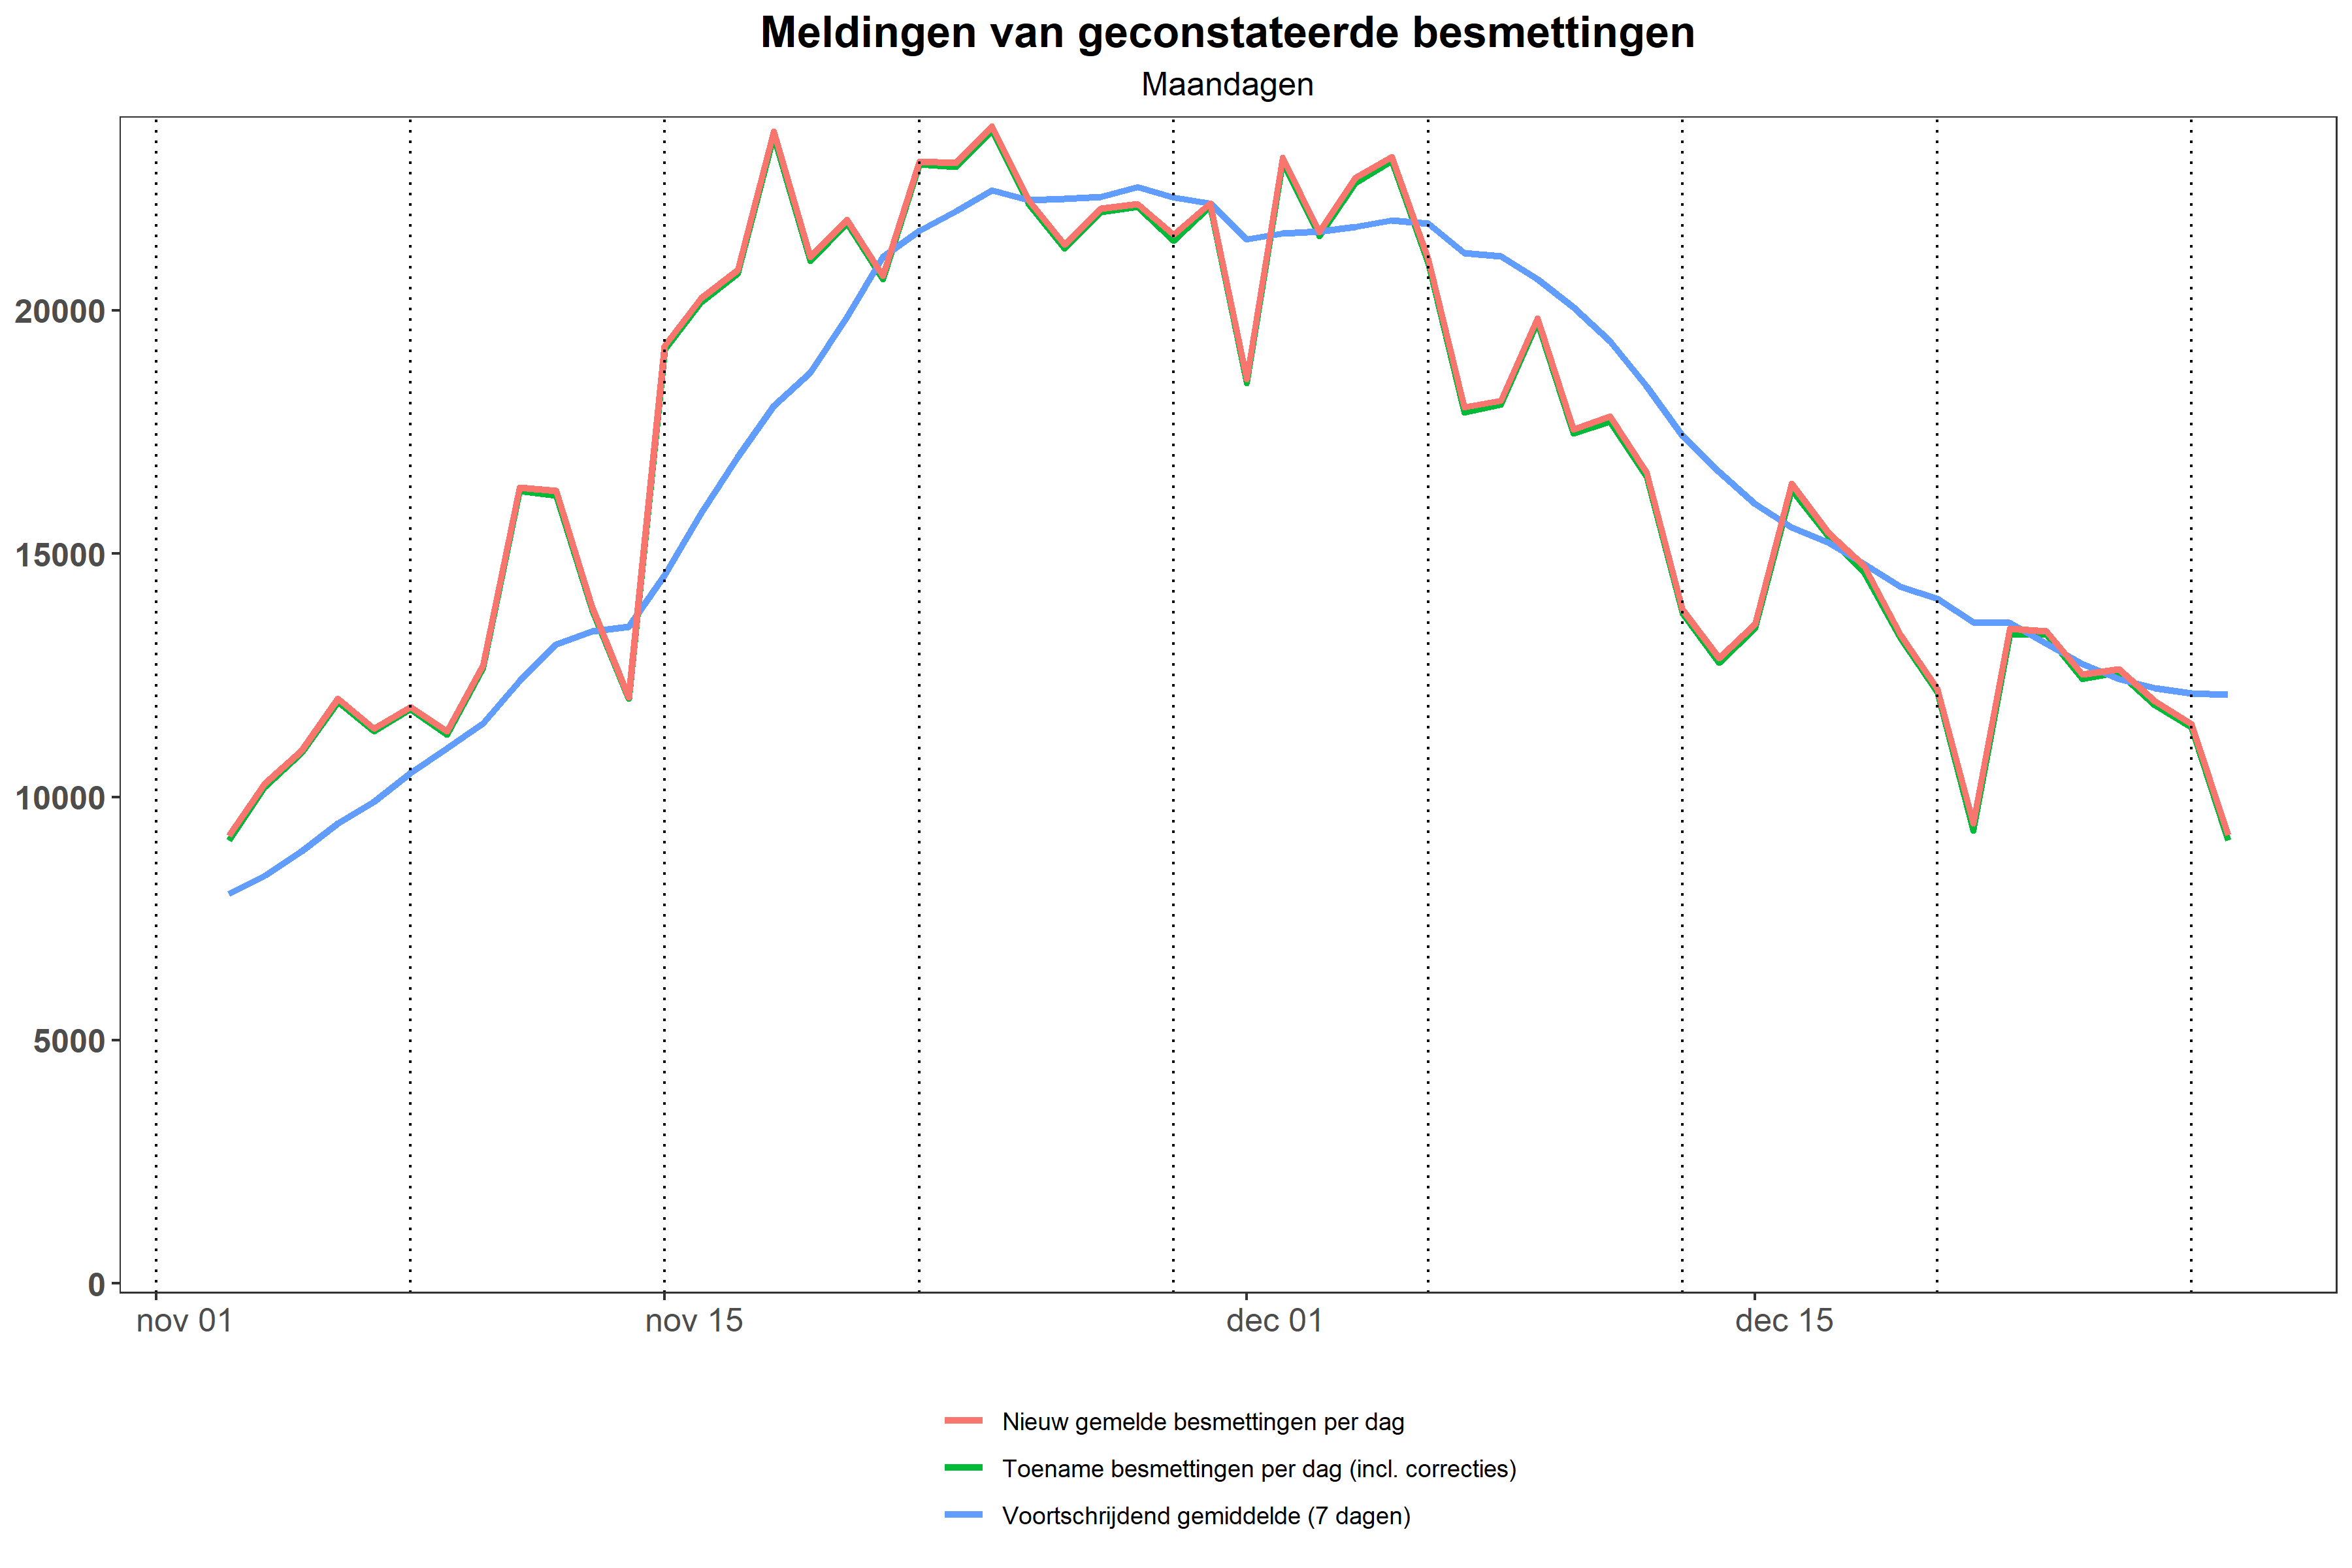 Meldingen van geconstateerde besmettingen
Maandagen
20000
15000
10000
5000
0
nov 01
nov 15
dec 01
dec 15
Nieuw gemelde besmettingen per dag
Toename besmettingen per dag (incl. correcties)
Voortschrijdend gemiddelde (7 dagen)